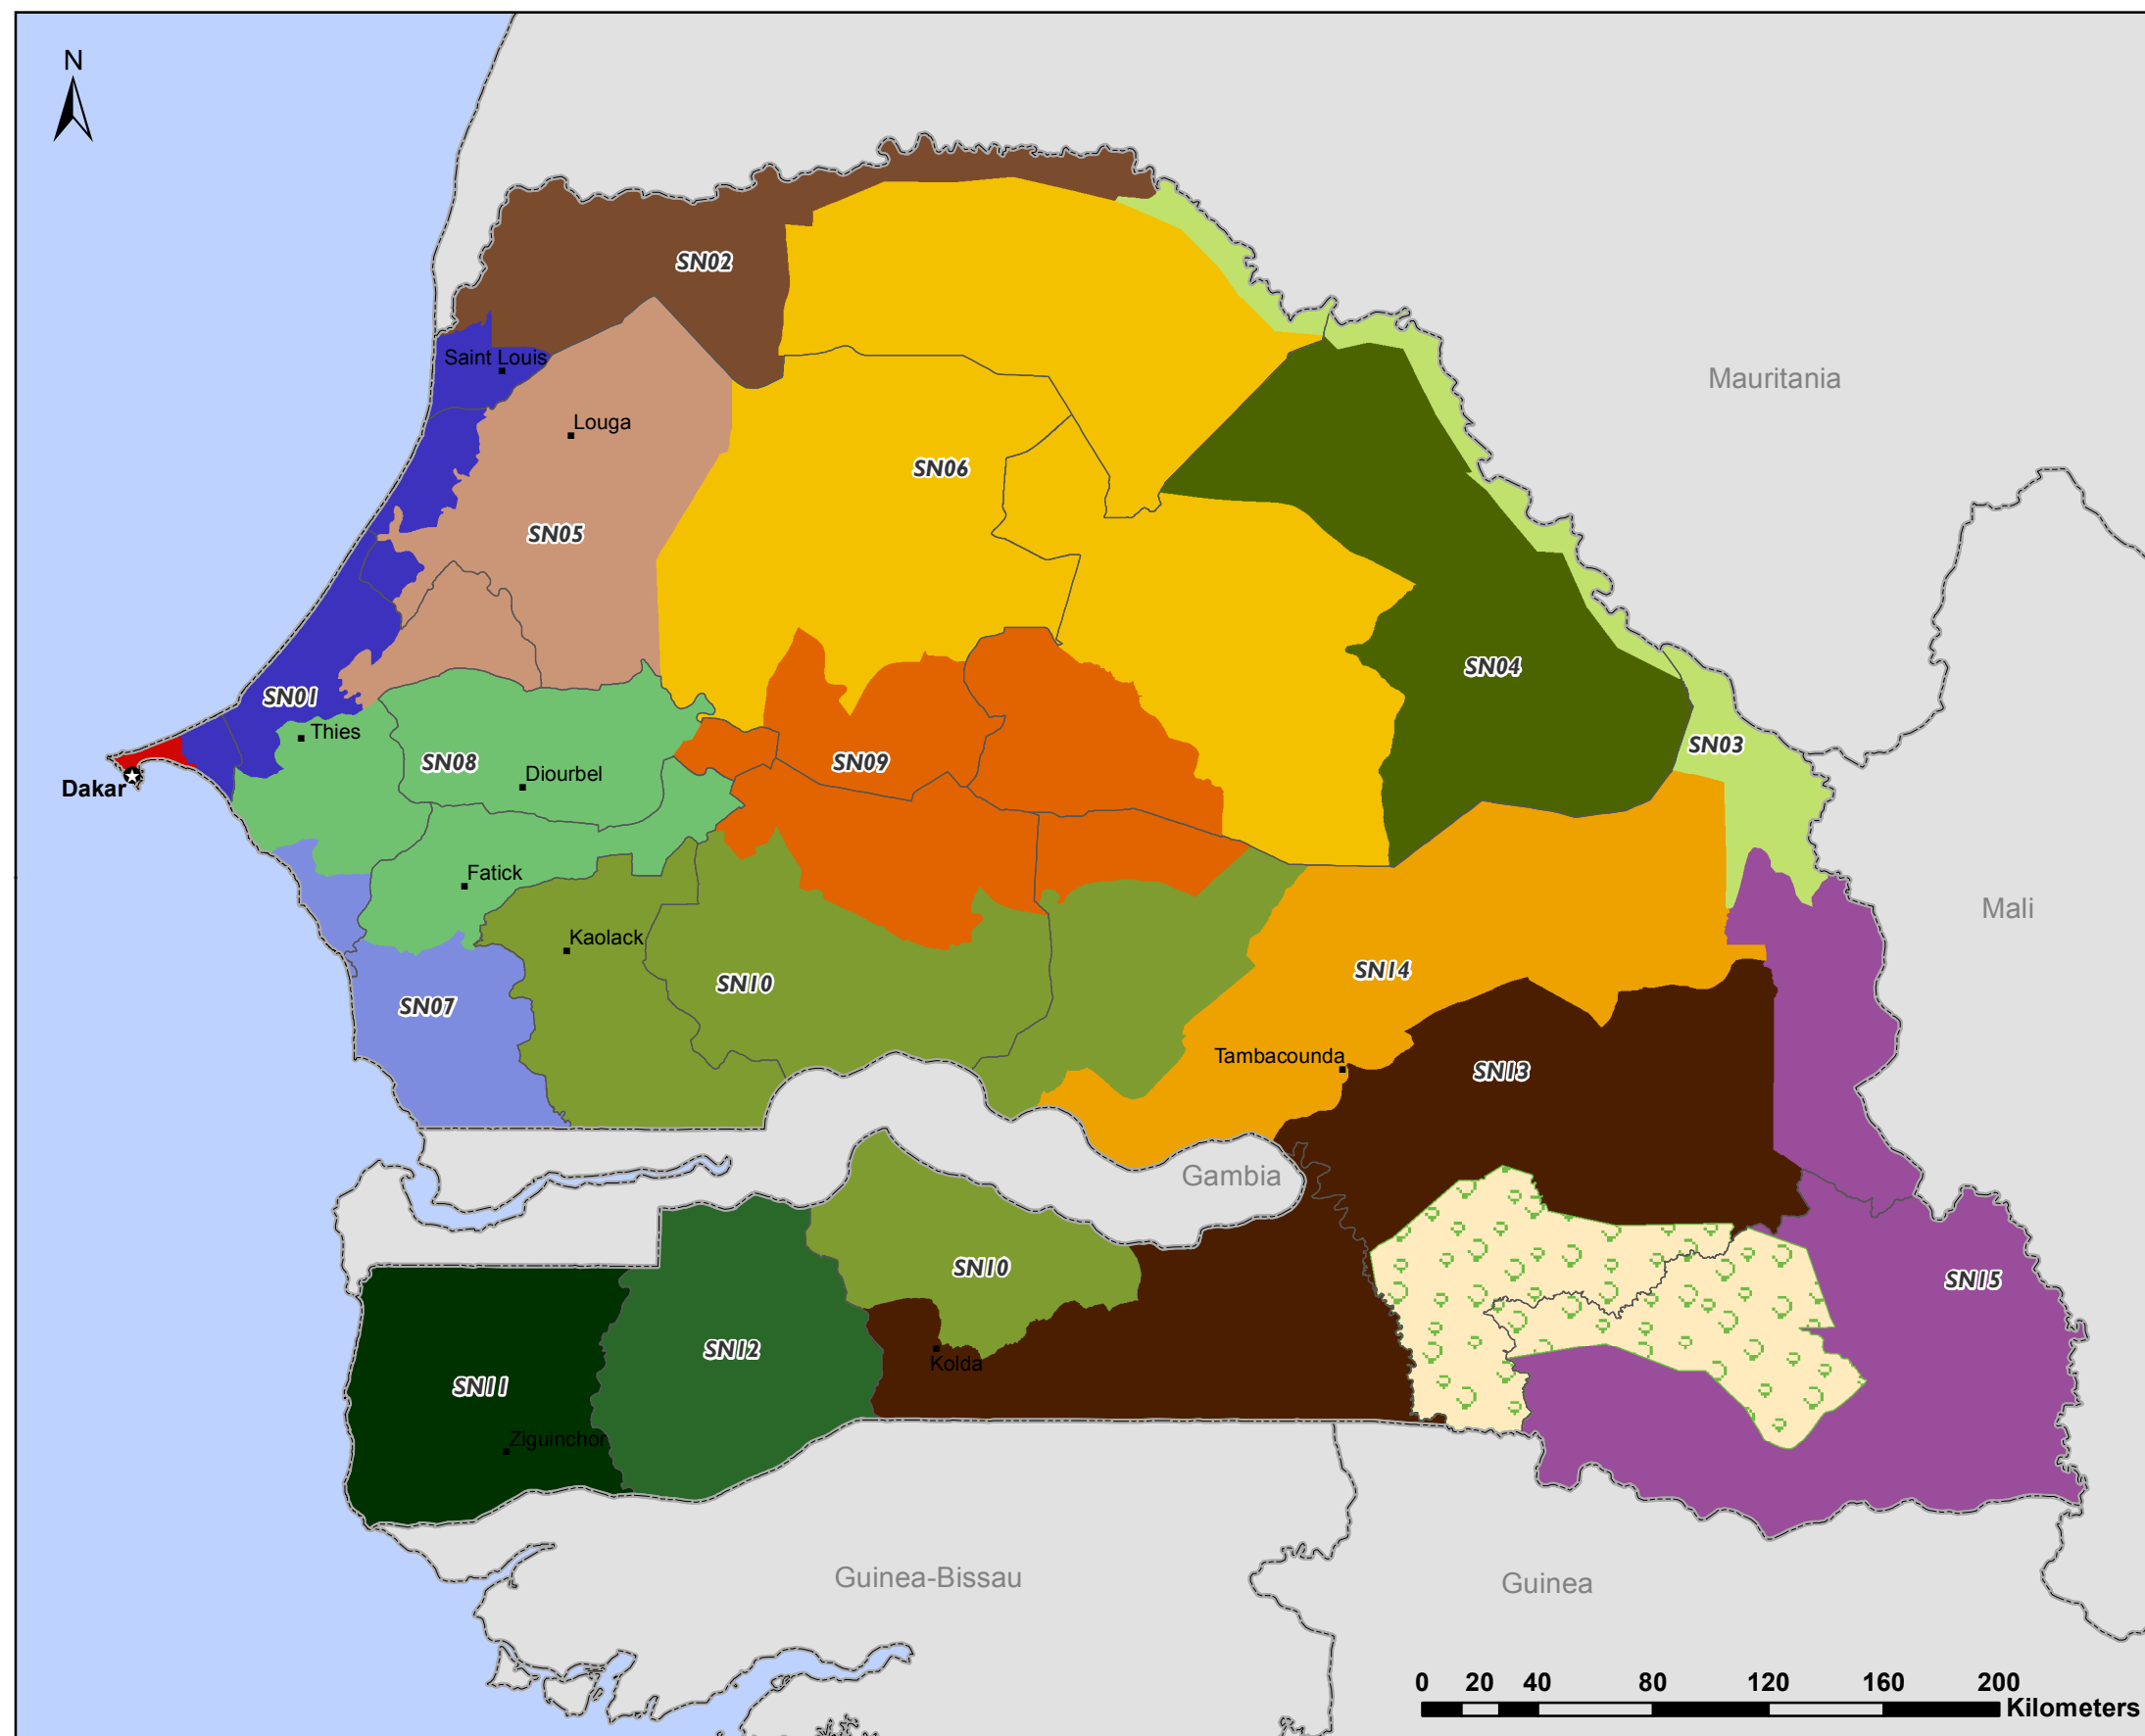 N
SN02
Saint Louis
Mauritania
Louga
SN06
SN05
SN04
SN01
Thies
SN03
SN08
SN09
Diourbel
Dakar
Fatick
Mali
Kaolack
SN14
SN10
SN07
Tambacounda
SN13
Gambia
SN10
SN15
SN12
Kolda
SN11
Ziguinchor
Guinea-Bissau
Guinea
0 20 40 80 120 160 200
Kilometers